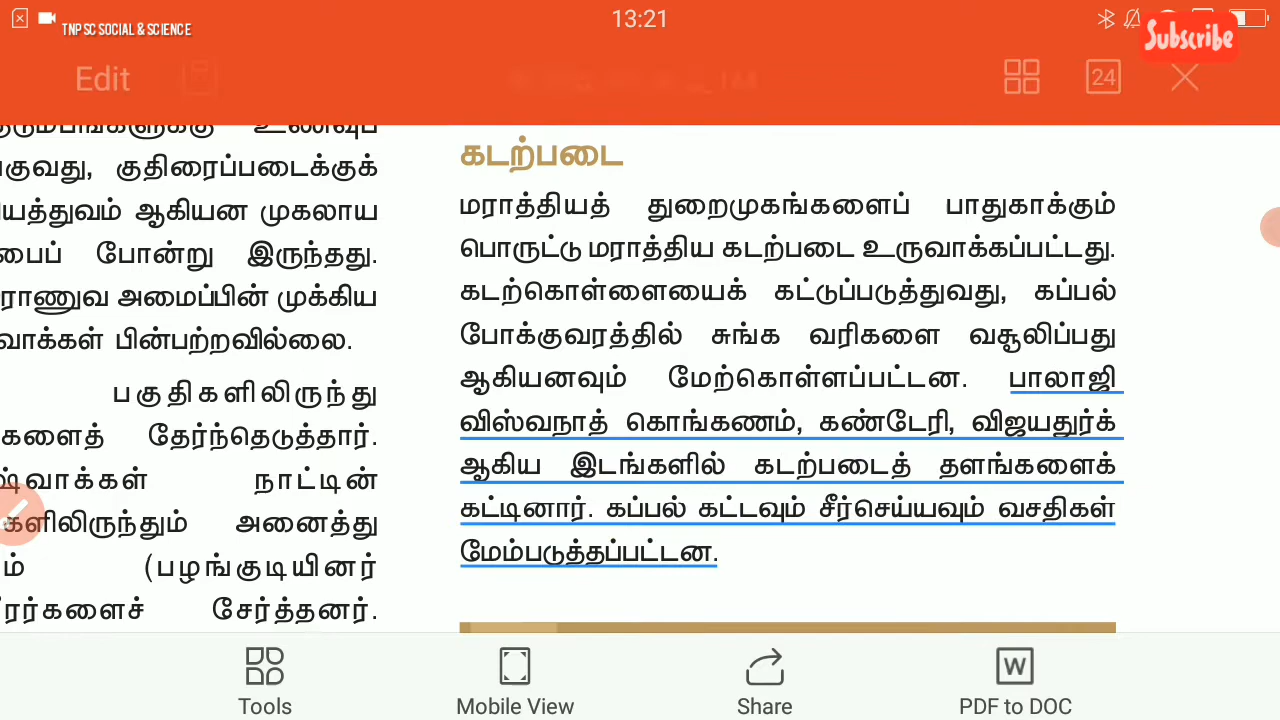 TNPSC SOCIAL & SCIENCE
13:21
Subscribe
Edit
24
உணவுப்
குவது, குதிரைப்படைக்குக்
யத்துவம் ஆகியன முகலாய
பைப் போன்று இருந்தது.
ராணுவ அமைப்பின் முக்கிய
வாக்கள் பின்பற்றவில்லை.
பகுதிகளிலிருந்து
களைத் தேர்ந்தெடுத்தார்.
ஷ்வாக்கள் நாட்டின்
களிலிருந்தும் அனைத்து
ம் (பழங்குடியினர்
ரர்களைச் சேர்த்தனர்.
கடற்படை
மராத்தியத் துறைமுகங்களைப் பாதுகாக்கும்
பொருட்டு மராத்திய கடற்படை உருவாக்கப்பட்டது.
கடற்கொள்ளையைக் கட்டுப்படுத்துவது, கப்பல்
போக்குவரத்தில் சுங்க வரிகளை வசூலிப்பது
ஆகியனவும் மேற்கொள்ளப்பட்டன. பாலாஜி
விஸ்வநாத் கொங்கணம், கண்டேரி, விஜயதுர்க்
ஆகிய இடங்களில் கடற்படைத் தளங்களைக்
கட்டினார். கப்பல் கட்டவும் சீர்செய்யவும் வசதிகள்
மேம்படுத்தப்பட்டன.
Tools
Mobile View
Share
W
PDF to DOC